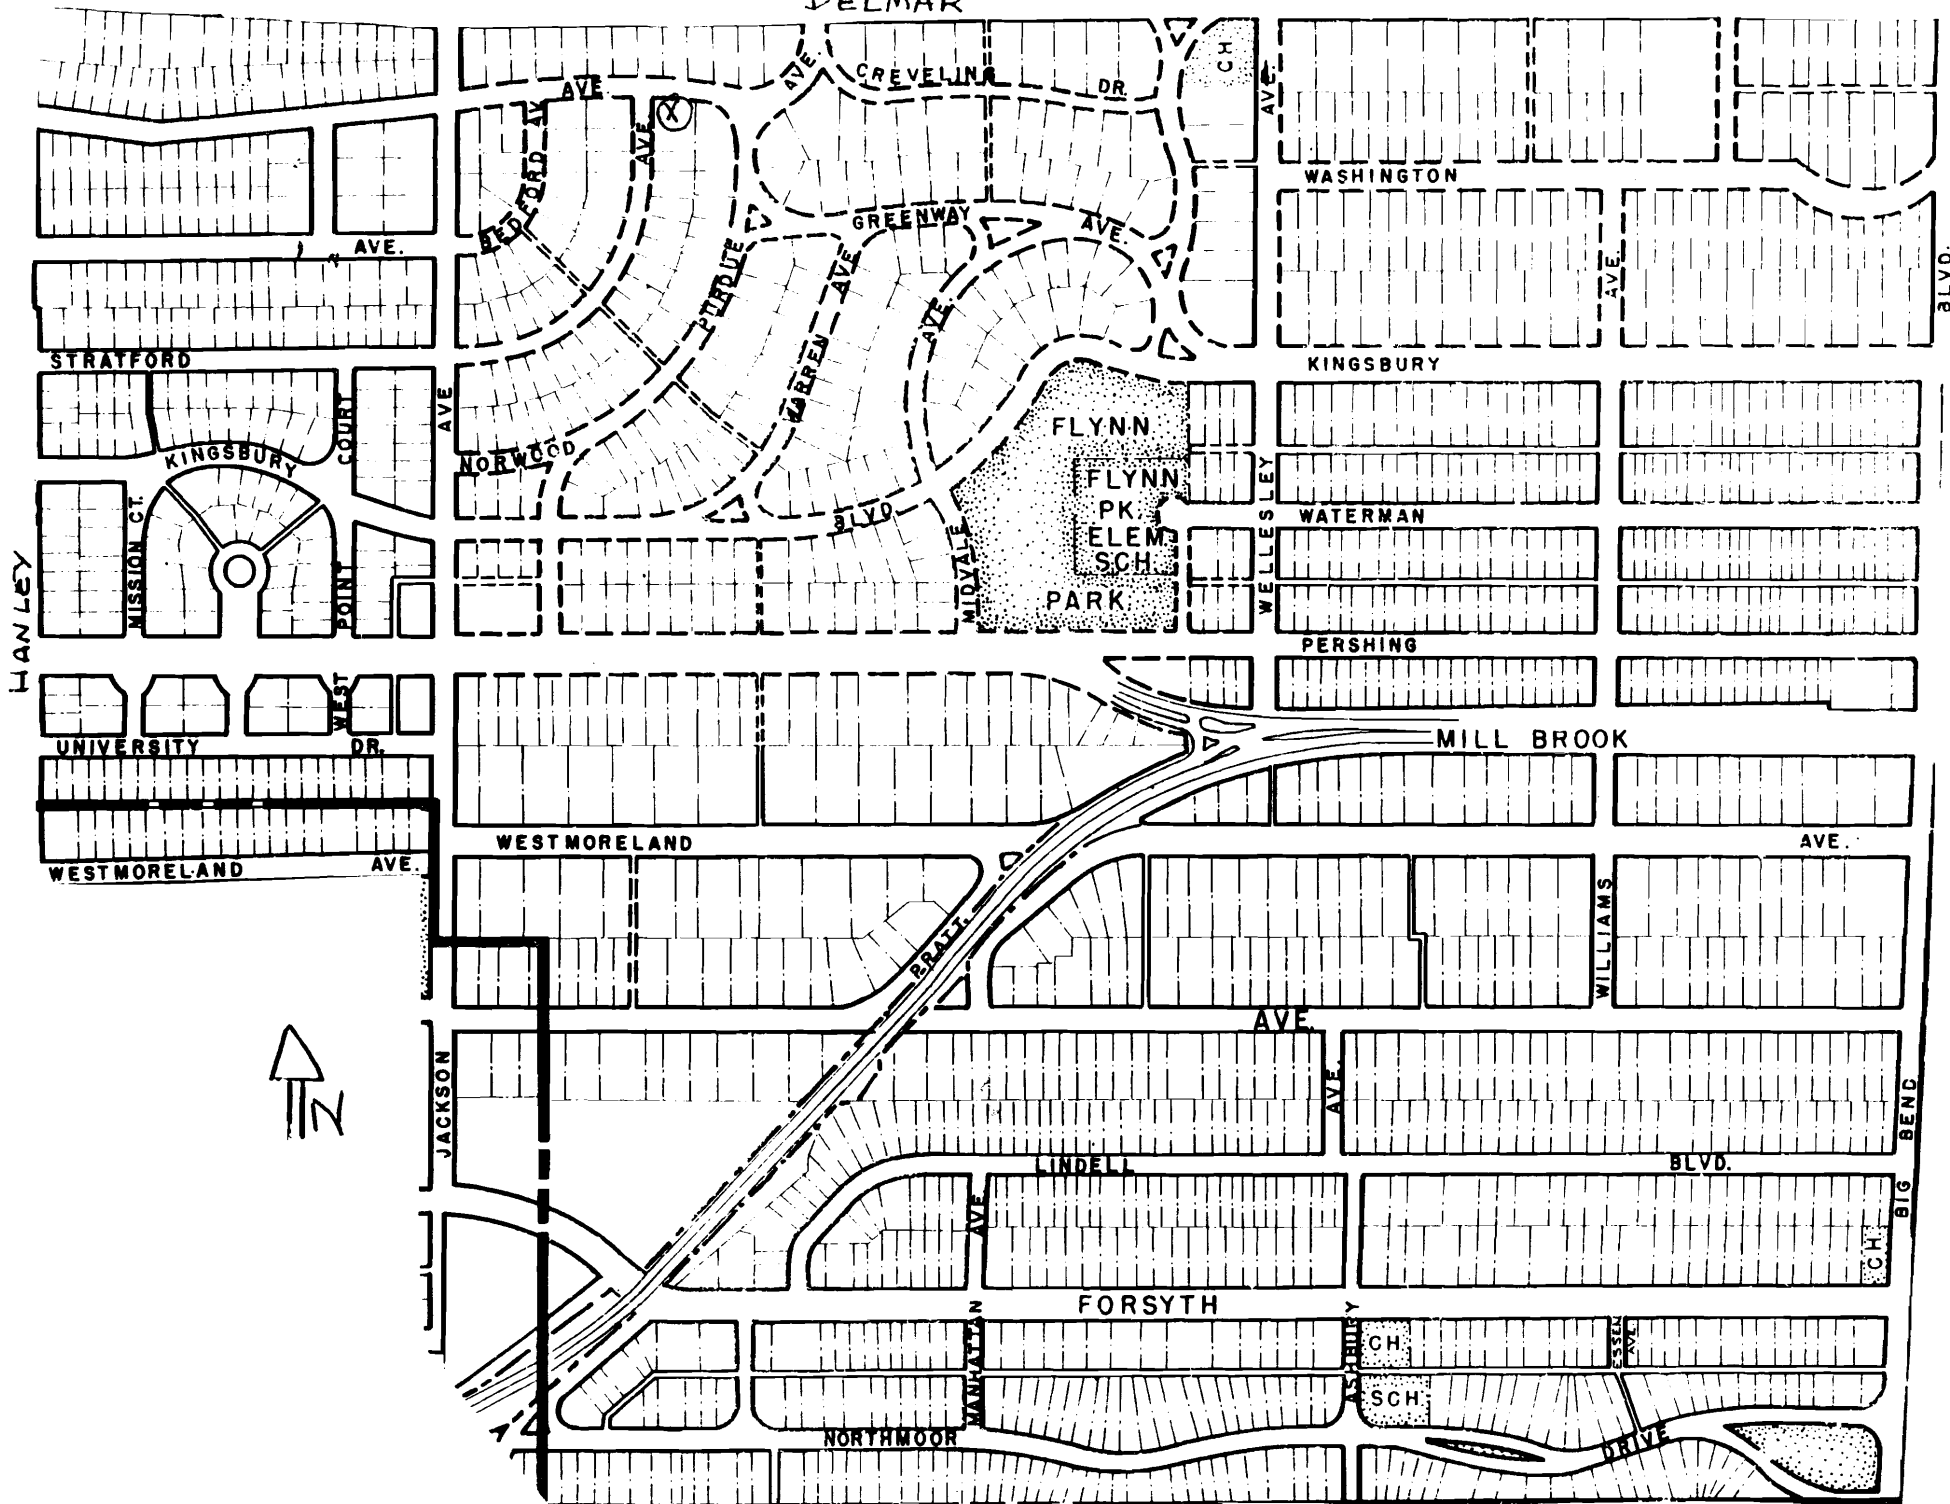 DELMAR
CH
AVE.
AVE.
CREVELING
DR.
AVE
X
AVE.
BEDFORD AV
WASHINGTON
GREENWAY
AVE.
AVE.
PURDUE
AVE.
AVE.
AVE.
BLVD.
STRATFORD
WARREN
KINGSBURY
COURT
AVE
FLYNN
NORWOOD
KINGSBURY
FLYNN
PK.
ELEM.
SCH.
PARK
WELLESLEY
WATERMAN
MISSION CT.
BLVD.
MIDVALE
POINT
HANLEY
PERSHING
WEST
UNIVERSITY
DR.
MILL BROOK
WESTMORELAND
AVE.
WESTMORELAND
AVE.
WILLIAMS
PRATT
AVE.
N
JACKSON
AVE.
BIG BEND
LINDELL
BLVD.
AVE.
CH
FORSYTH
MANHATTAN
ASHBURY
CH
ESSEN AVE.
SCH
NORTHMOOR
DRIVE